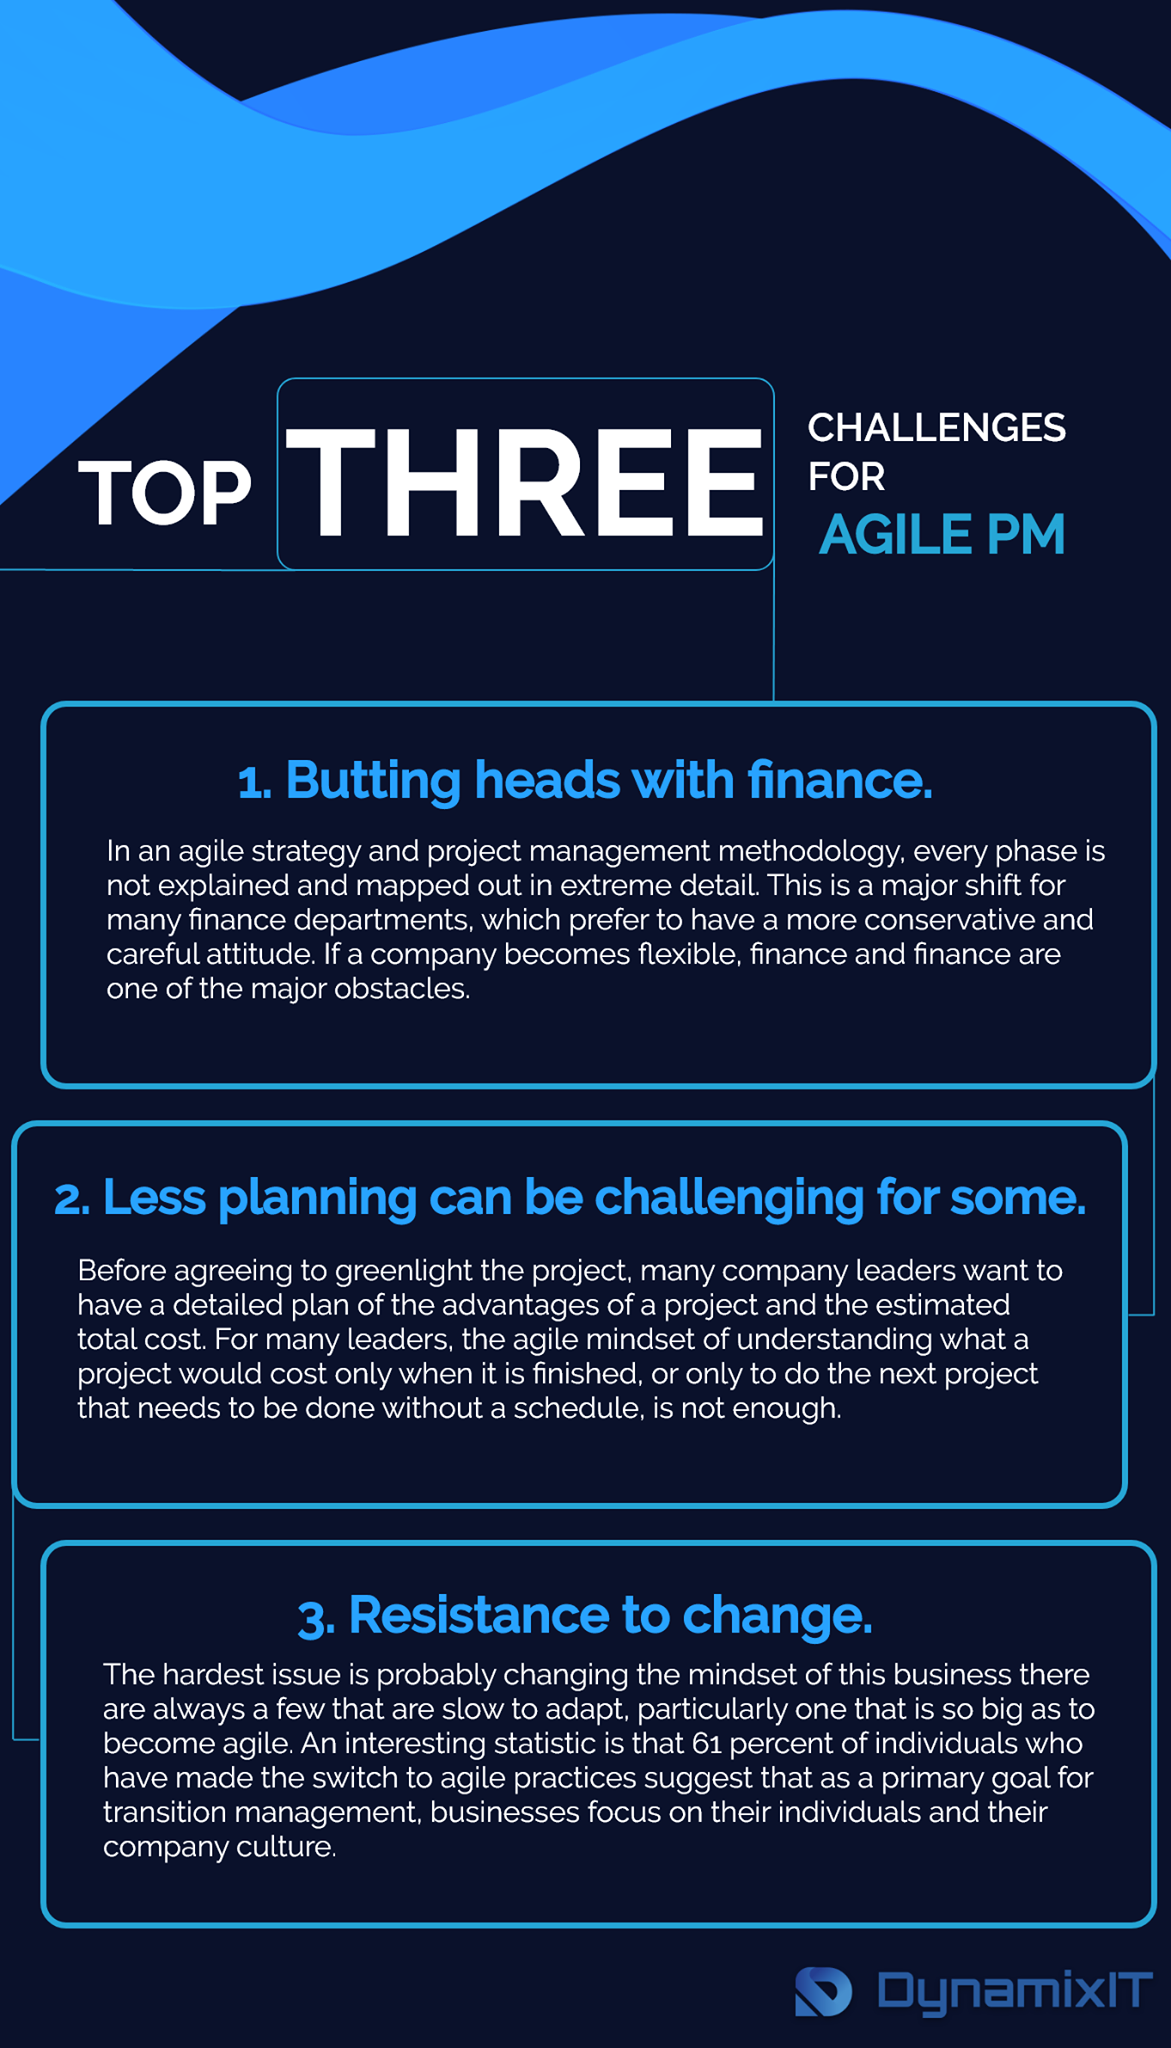 TOP THREE
CHALLENGES
FOR
AGILE PM
1. Butting heads with finance.
In an agile strategy and project management methodology, every phase is
not explained and mapped out in extreme detail. This is a major shift for
many finance departments, which prefer to have a more conservative and
careful attitude. If a company becomes flexible, finance and finance are
one of the major obstacles.
2. Less planning can be challenging for some.
Before agreeing to greenlight the project, many company leaders want to
have a detailed plan of the advantages of a project and the estimated
total cost. For many leaders, the agile mindset of understanding what a
project would cost only when it is finished, or only to do the next project
that needs to be done without a schedule, is not enough.
3. Resistance to change.
The hardest issue is probably changing the mindset of this business there
are always a few that are slow to adapt, particularly one that is so big as to
become agile. An interesting statistic is that 61 percent of individuals who
have made the switch to agile practices suggest that as a primary goal for
transition management, businesses focus on their individuals and their
company culture.
DynamixIT